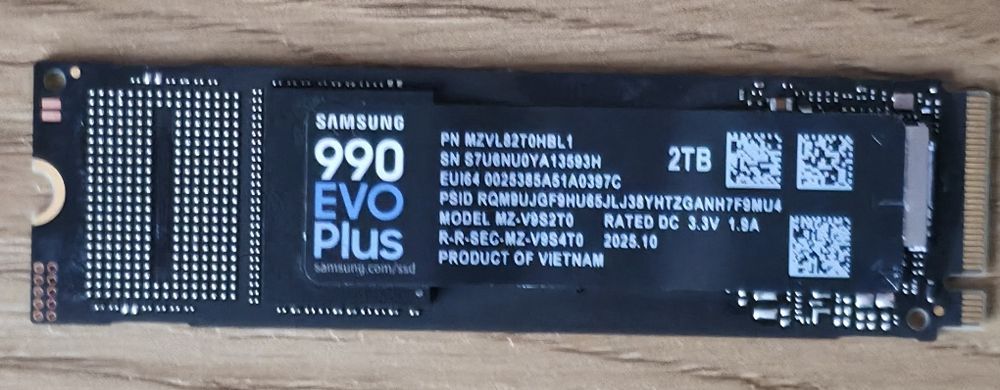 SAMSUNG
990
EVO
Plus
samsung.com/ssd
PN MZVL82T0HBL1
SN S7U6NU0YA13593H
EUI64 0025385A51A0397C
PSID RQM9UJGF9HU65JLJ38YHTZGANH7F9MU4
MODEL MZ-V9S2T0 RATED DC 3.3V 1.9A
R-R-SEC-MZ-V9S4T0 2025.10
PRODUCT OF VIETNAM
2TB